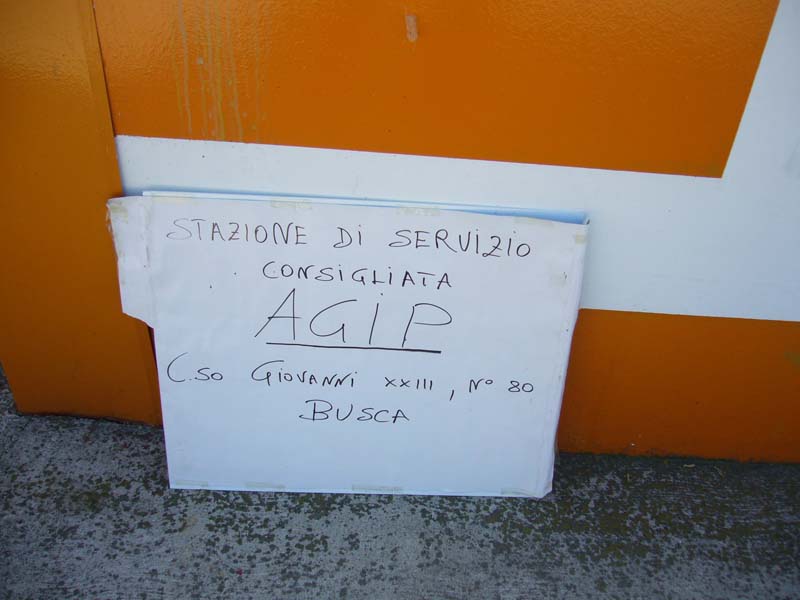 STAZIONE DI SERVIZIO
CONSIGLIATA
AGIP
C.SO GIOVANNI XXIII, N° 80
BUSCA